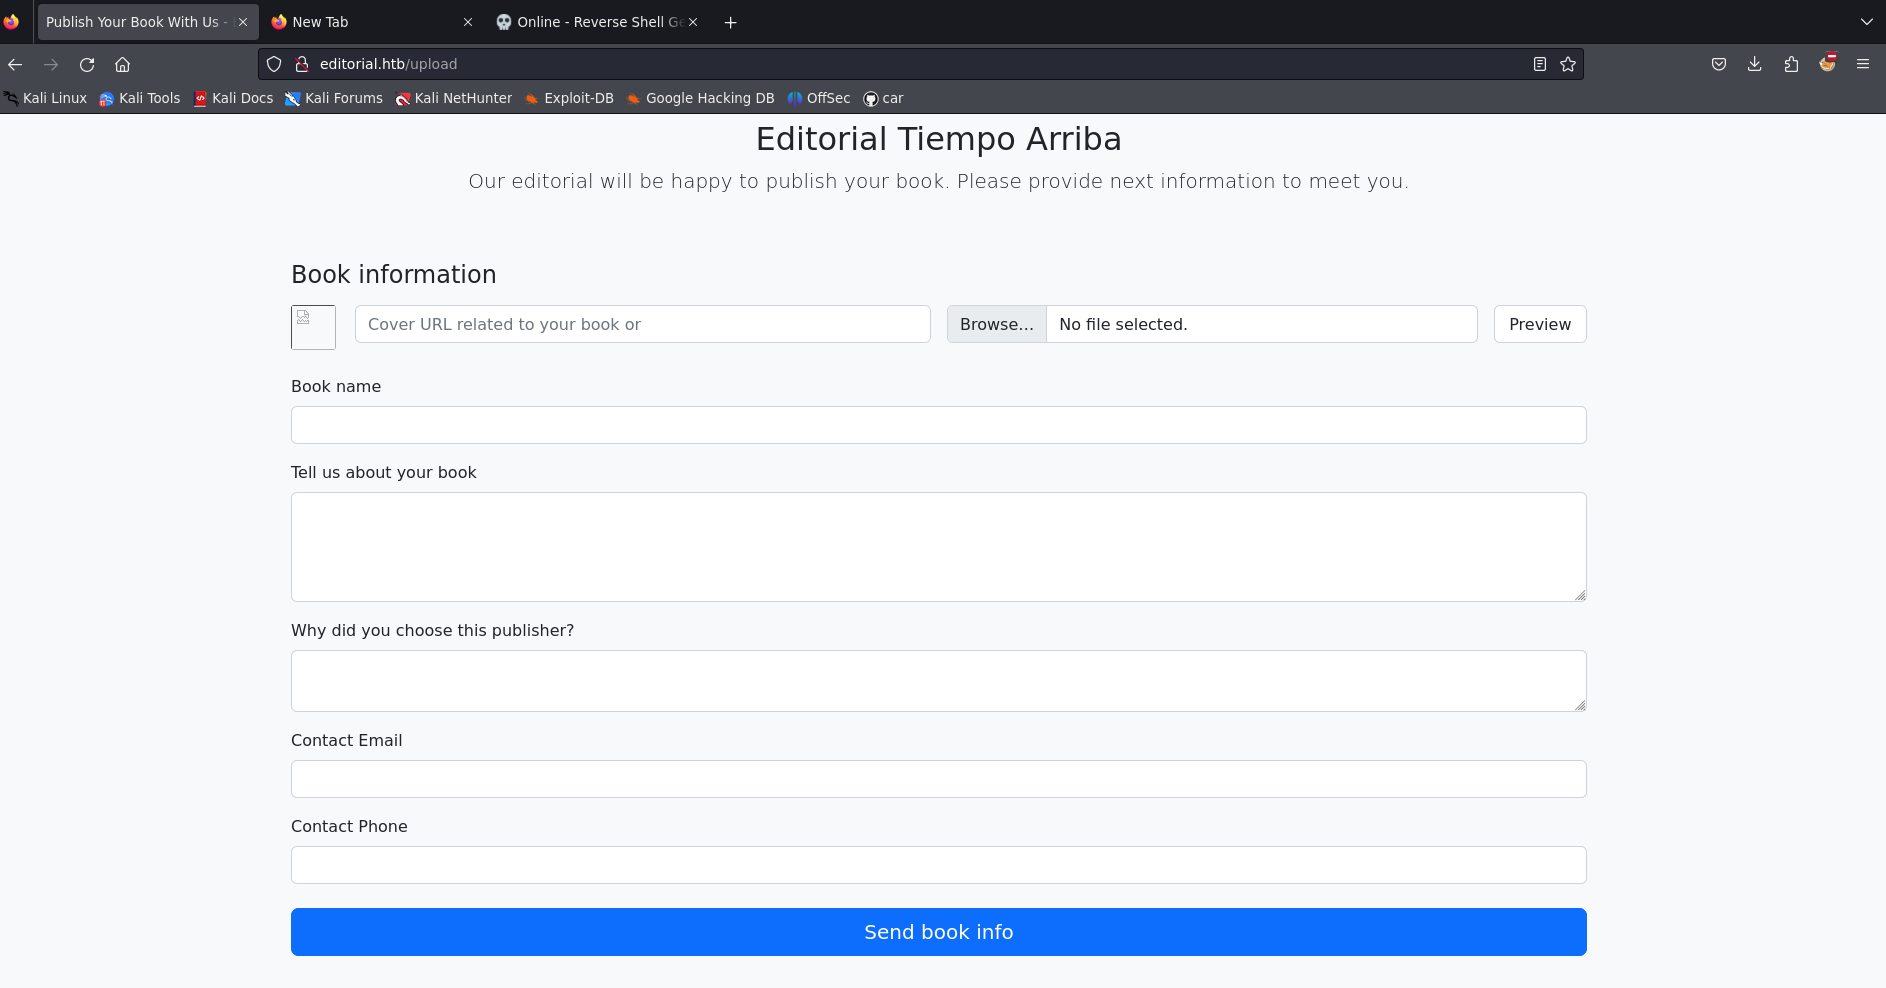 Publish Your Book With Us -
New Tab
Online - Reverse Shell Ge
editorial.htb/upload
Kali Linux Kali Tools Kali Docs Kali Forums Kali NetHunter Exploit-DB Google Hacking DB OffSec car
Editorial Tiempo Arriba
Our editorial will be happy to publish your book. Please provide next information to meet you.
Book information
Cover URL related to your book or
Browse... No file selected.
Preview
Book name
Tell us about your book
Why did you choose this publisher?
Contact Email
Contact Phone
Send book info